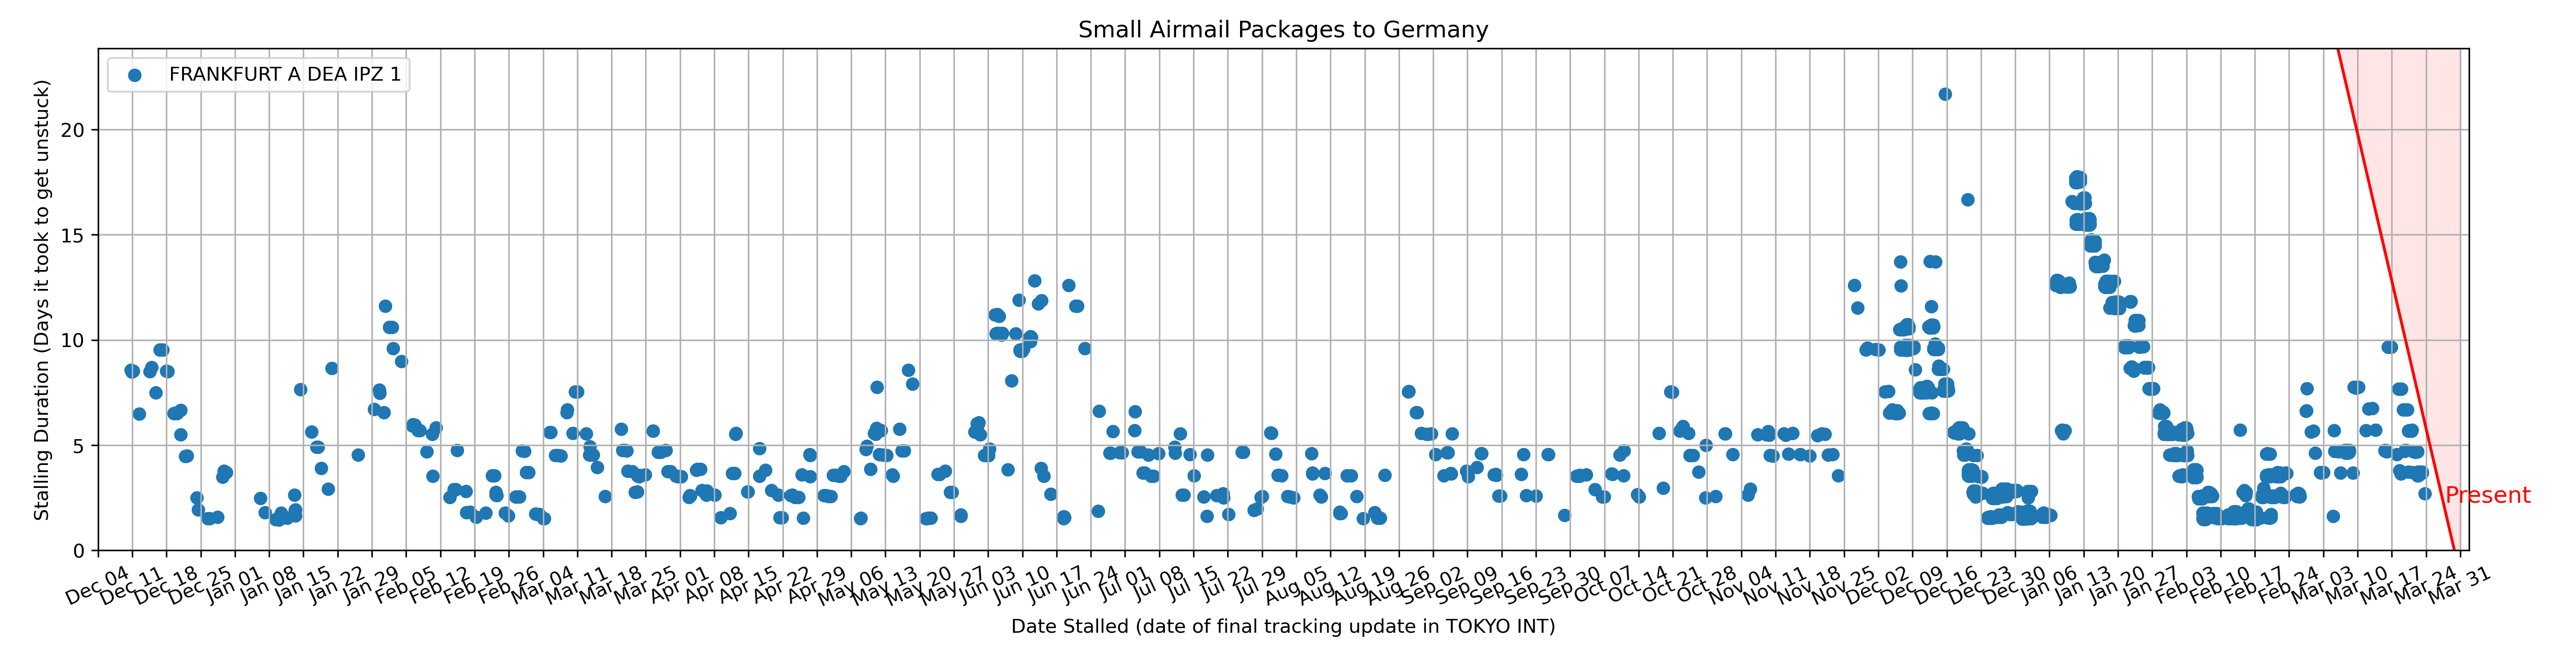 Small Airmail Packages to Germany
FRANKFURT A DEA IPZ 1
Stalling Duration (Days it took to get unstuck)
20
15
10
5
0
Present
Dec 04
Dec 11
Dec 18
Dec 25
Jan 01
Jan 08
Jan 15
Jan 22
Jan 29
Feb 05
Feb 12
Feb 19
Feb 26
Mar 04
Mar 11
Mar 18
Mar 25
Apr 01
Apr 08
Apr 15
Apr 22
Apr 29
May 06
May 13
May 20
May 27
Jun 03
Jun 10
Jun 17
Jun 24
Jul 01
Jul 08
Jul 15
Jul 22
Jul 29
Aug 05
Aug 12
Aug 19
Aug 26
Sep 02
Sep 09
Sep 16
Sep 23
Sep 30
Oct 07
Oct 14
Oct 21
Oct 28
Nov 04
Nov 11
Nov 18
Nov 25
Dec 02
Dec 09
Dec 16
Dec 23
Dec 30
Jan 06
Jan 13
Jan 20
Jan 27
Feb 03
Feb 10
Feb 17
Feb 24
Mar 03
Mar 10
Mar 17
Mar 24
Mar 31
Date Stalled (date of final tracking update in TOKYO INT)